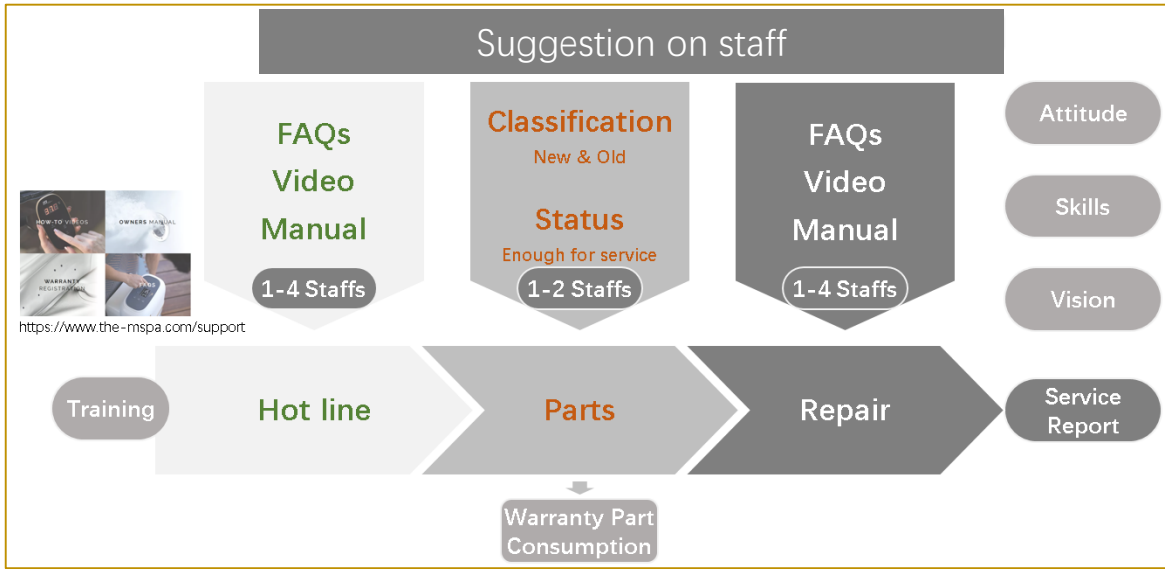 Suggestion on staff
FAQs
Video
Manual
1-4 Staffs
Classification
New & Old
Status
Enough for service
1-2 Staffs
FAQs
Video
Manual
1-4 Staffs
Attitude
Skills
Vision
HOW-TO VIDEOS
OWNERS MANUAL
WARRANTY
REGISTRATION
FAQS
https://www.the-mspa.com/support
Training
Hot line
Parts
Repair
Service
Report
Warranty Part
Consumption